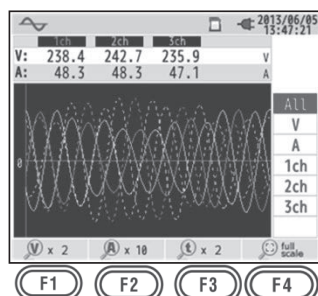 2013/06/05
13:47:21
1ch 2ch 3ch
V: 238.4 242.7 235.9 V
A: 48.3 48.3 47.1 A
0
All
V
A
1ch
2ch
3ch
V x 2 A x 10 t x 2 full scale
F1 F2 F3 F4